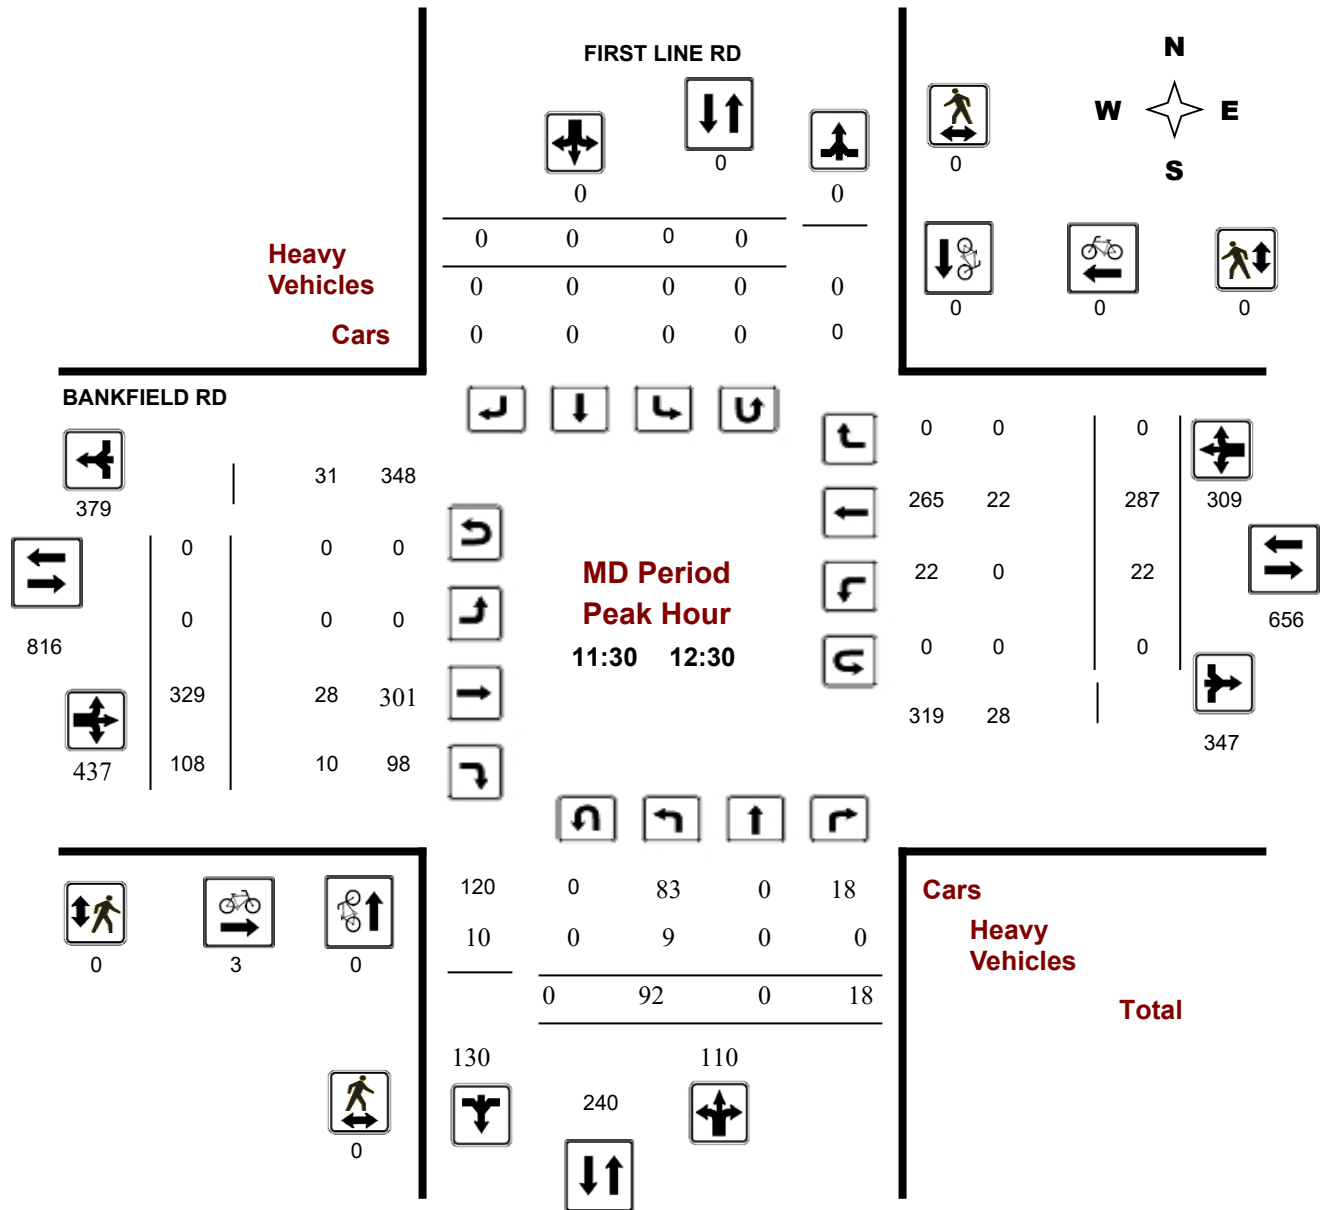 FIRST LINE RD
N
W E
S
0
0
0 0
0
0 0 0 0
Heavy
Vehicles
0 0 0 0 0
0 0 0
Cars
0 0 0 0 0
BANKFIELD RD
0 0 0
31 348
379
265 22 287 309
0 0 0
MD Period
22 0 22
Peak Hour
0 0 0
656
816
11:30 12:30
0 0 0
329 28 301
319 28
347
437 108 10 98
120 0 83 0 18
Cars
10 0 9 0 0
Heavy
Vehicles
0 3 0
0 92 0 18
Total
130 110
240
0